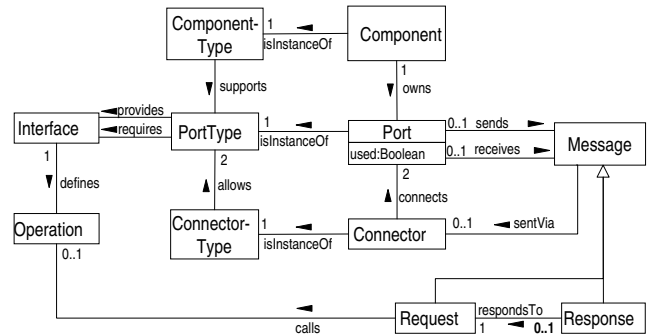 Component-
Type
1
isInstanceOf
Component
1
supports
owns
Interface
provides
requires
PortType
1
isInstanceOf
Port
used:Boolean
0..1 sends
0..1 receives
Message
1
defines
2
allows
2
connects
Operation
0..1
Connector-
Type
1
isInstanceOf
Connector
0..1
sentVia
calls
Request
respondsTo
1
0..1
Response